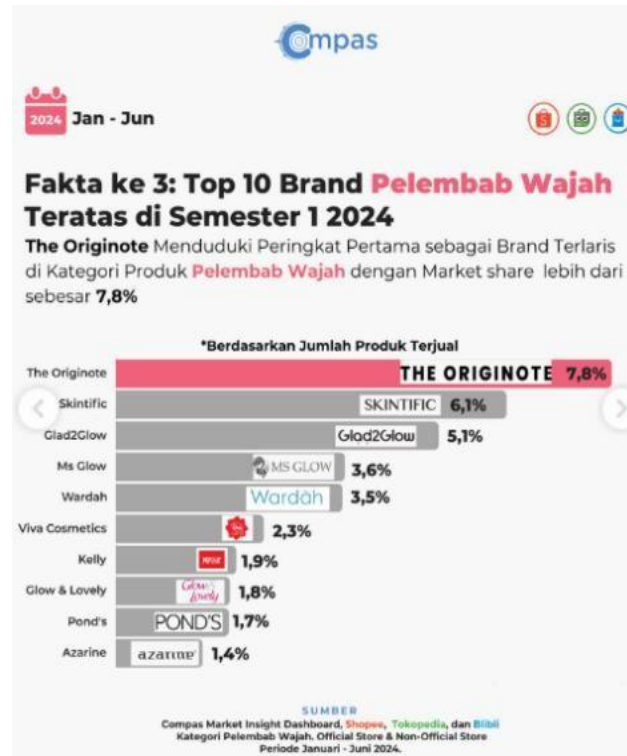 Compas
2024 Jan - Jun
Fakta ke 3: Top 10 Brand Pelembab Wajah
Teratas di Semester 1 2024
The Originote Menduduki Peringkat Pertama sebagai Brand Terlaris
di Kategori Produk Pelembab Wajah dengan Market share lebih dari
sebesar 7,8%
*Berdasarkan Jumlah Produk Terjual
The Originote THE ORIGINOTE 7,8%
Skintific SKINTIFIC 6,1%
Glad2Glow Glad2Glow 5,1%
Ms Glow MS GLOW 3,6%
Wardah Wardah 3,5%
Viva Cosmetics 2,3%
Kelly 1,9%
Glow & Lovely Glow & Lovely 1,8%
Pond's POND'S 1,7%
Azarine azarine 1,4%
SUMBER
Compas Market Insight Dashboard, Shopee, Tokopedia, dan Blibli
Kategori Pelembab Wajah. Official Store & Non-Official Store
Periode Januari - Juni 2024.